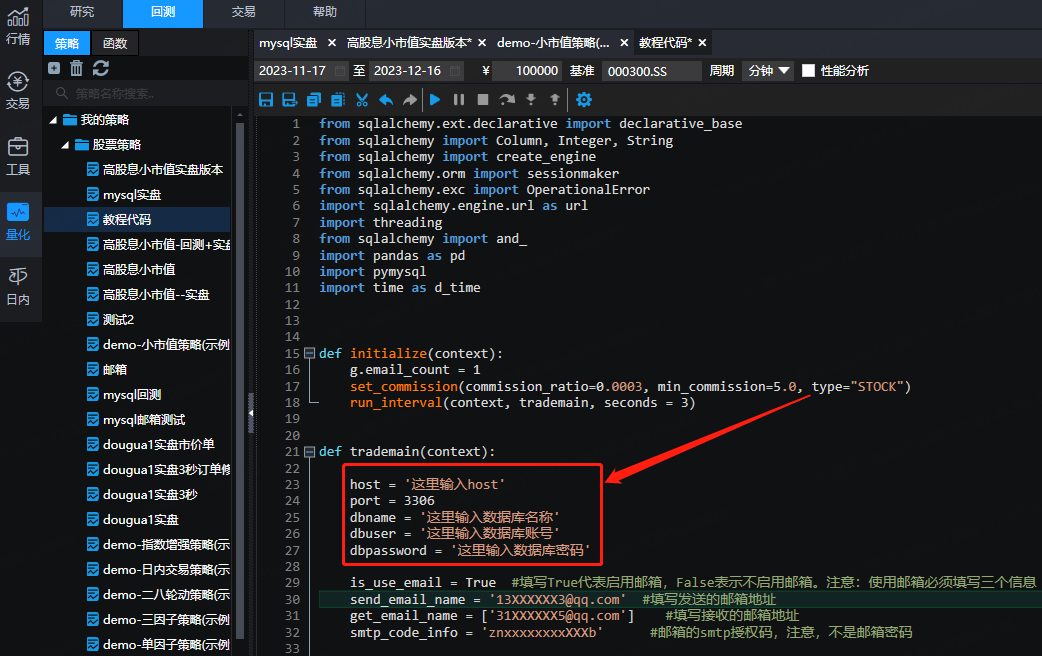 研究 回测 交易 帮助
行情
交易
工具
量化
日内
策略 函数
策略名称搜索..
我的策略
股票策略
高股息小市值实盘版本
mysql实盘
教程代码
高股息小市值-回测+实盘
高股息小市值
高股息小市值--实盘
测试2
demo-小市值策略(示例
邮箱
mysql回测
mysql邮箱测试
dougua1实盘市价单
dougua1实盘3秒订单修
dougua1实盘3秒
dougua1实盘
demo-指数增强策略(示
demo-日内交易策略(示
demo-二八轮动策略(示
demo-三因子策略(示例
demo-单因子策略(示例
mysql实盘 × 高股息小市值实盘版本* × demo-小市值策略(... × 教程代码* ×
2023-11-17 至 2023-12-16 ¥ 100000 基准 000300.SS 周期 分钟 性能分析
1 from sqlalchemy.ext.declarative import declarative_base
2 from sqlalchemy import Column, Integer, String
3 from sqlalchemy import create_engine
4 from sqlalchemy.orm import sessionmaker
5 from sqlalchemy.exc import OperationalError
6 import sqlalchemy.engine.url as url
7 import threading
8 from sqlalchemy import and_
9 import pandas as pd
10 import pymysql
11 import time as d_time
12
13
14
15 def initialize(context):
16 g.email_count = 1
17 set_commission(commission_ratio=0.0003, min_commission=5.0, type="STOCK")
18 run_interval(context, trademain, seconds = 3)
19
20
21 def trademain(context):
22
23 host = '这里输入host'
24 port = 3306
25 dbname = '这里输入数据库名称'
26 dbuser = '这里输入数据库账号'
27 dbpassword = '这里输入数据库密码'
28
29 is_use_email = True #填写True代表启用邮箱，False表示不启用邮箱。注意：使用邮箱必须填写三个信息
30 send_email_name = '13XXXXXX3@qq.com' #填写发送的邮箱地址
31 get_email_name = ['31XXXXXX5@qq.com'] #填写接收的邮箱地址
32 smtp_code_info = 'znxxxxxxxxXXXb' #邮箱的smtp授权码，注意，不是邮箱密码
33